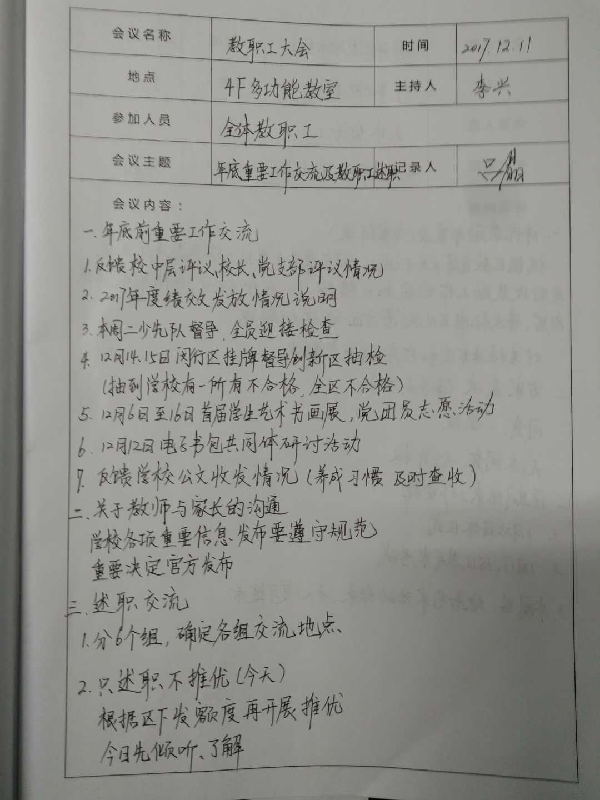 会议名称 教职工大会 时间 2017.12.11
地点 4F多功能教室 主持人 李兴
参加人员 全体教职工
会议主题 年底重要工作交流及教职工述职 记录人 吕晶
会议内容：
一.年底前重要工作交流
1.反馈校中层评议、校长、党支部评议情况
2.2017年度绩效发放情况说明
3.本周二少先队督导,全员迎接检查
4.12月14.15日闵行区挂牌督导创新区抽检
(抽到学校有一所有不合格,全区不合格)
5.12月6日至16日首届学生艺术书画展,党团员志愿活动
6.12月12日电子书包共同体研讨活动
7.反馈学校公文收发情况(养成习惯 及时查收)
二.关于教师与家长的沟通
学校各项重要信息发布要遵守规范
重要决定官方发布
三.述职交流
1.分6个组,确定各组交流地点、
2.只述职不推优(今天)
根据区下发额度再开展推优
今日先倾听、了解